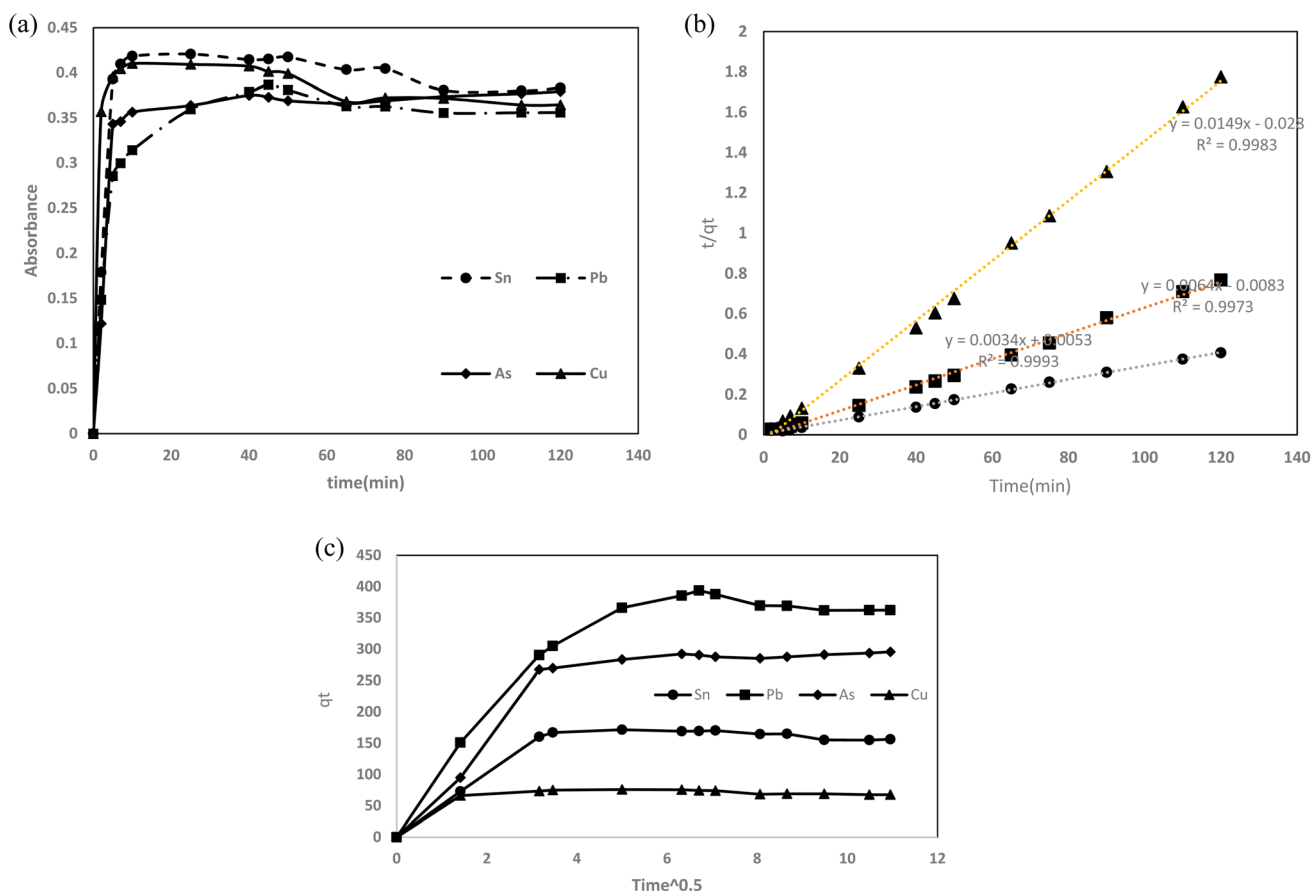 (a)
0.45
0.4
0.35
0.3
0.25
0.2
0.15
0.1
0.05
0
Absorbance
Sn
Pb
As
Cu
0 20 40 60 80 100 120 140
time(min)
(b)
2
1.8
1.6
1.4
1.2
1
0.8
0.6
0.4
0.2
0
t/qt
y = 0.0149x - 0.028
R² = 0.9983
y = 0.0064x - 0.0083
R² = 0.9973
y = 0.0034x + 0.0053
R² = 0.9993
0 20 40 60 80 100 120 140
Time(min)
(c)
450
400
350
300
250
200
150
100
50
0
qt
Sn Pb As Cu
0 2 4 6 8 10 12
Time^0.5